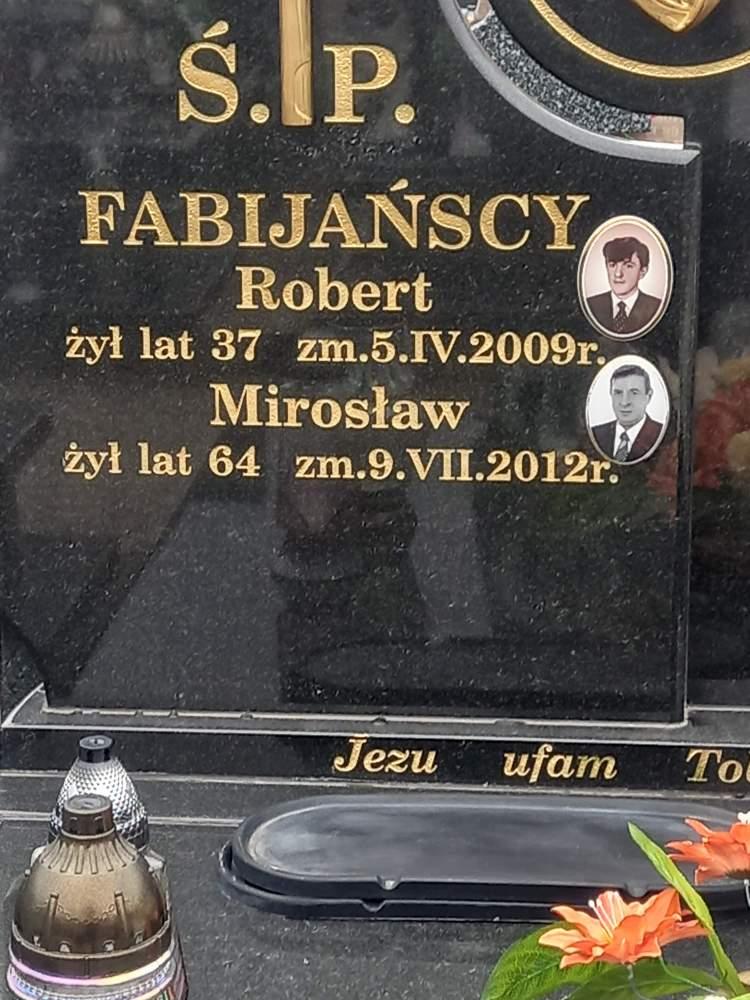 Ś. P.
FABIJAŃSCY
Robert
żył lat 37 zm.5.IV.2009r.
Mirosław
żył lat 64 zm.9.VII.2012r.
Jezu ufam